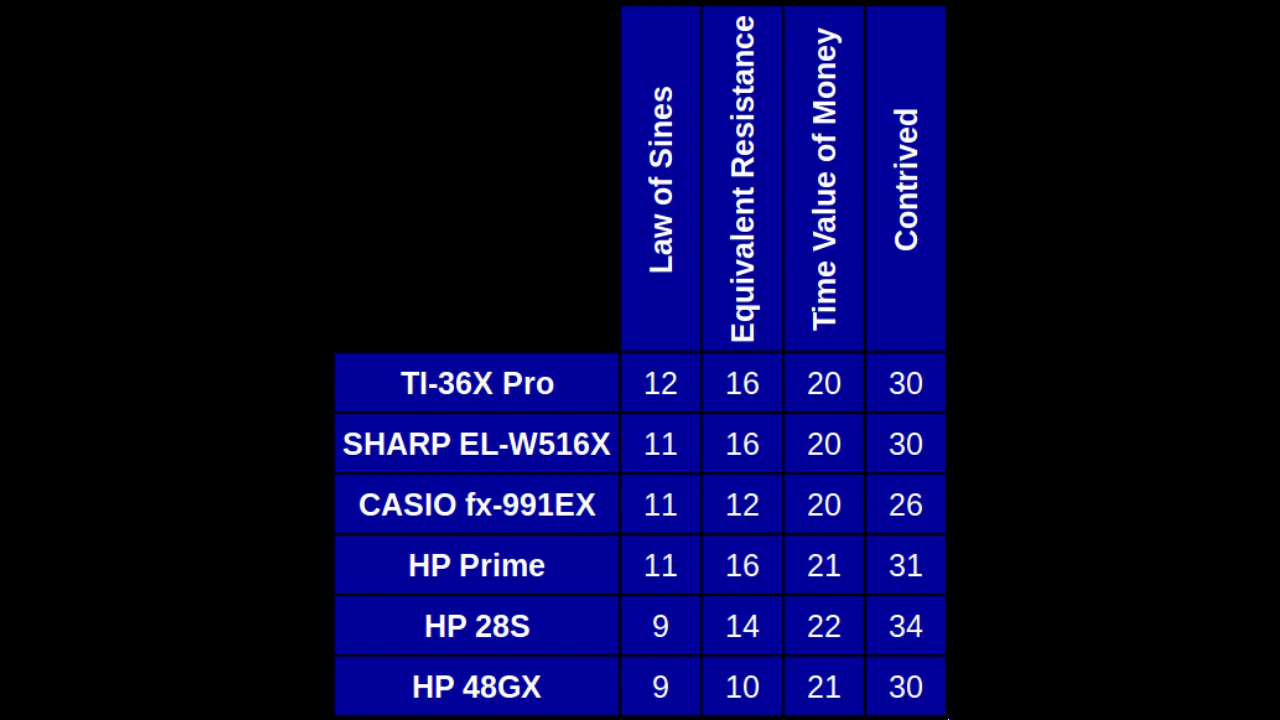 Law of Sines
Equivalent Resistance
Time Value of Money
Contrived
TI-36X Pro 12 16 20 30
SHARP EL-W516X 11 16 20 30
CASIO fx-991EX 11 12 20 26
HP Prime 11 16 21 31
HP 28S 9 14 22 34
HP 48GX 9 10 21 30